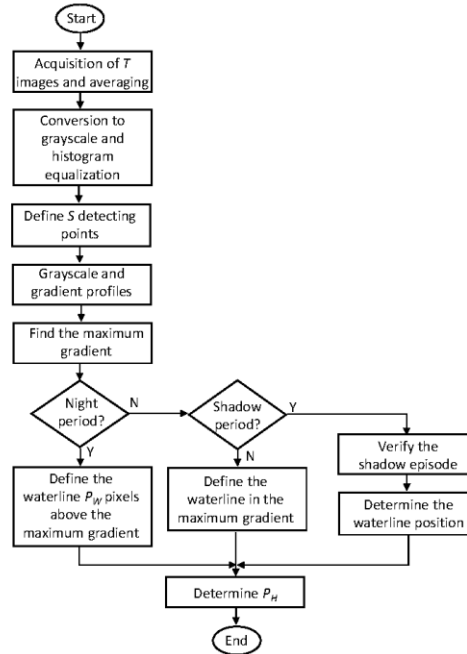 Start
Acquisition of T
images and averaging
Conversion to
grayscale and
histogram
equalization
Define S detecting
points
Grayscale and
gradient profiles
Find the maximum
gradient
Night
period?
N
Y
Shadow
period?
Y
N
Define the
waterline P_W pixels
above the
maximum gradient
Define the
waterline in the
maximum gradient
Verify the
shadow episode
Determine the
waterline position
Determine P_H
End